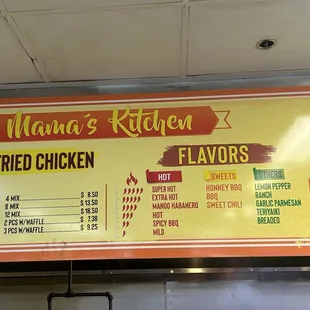 Mama's Kitchen
FRIED CHICKEN
4 MIX $ 8.50
8 MIX $ 13.50
12 MIX $ 18.50
2 PCS W/WAFFLE $ 7.38
3 PCS W/WAFFLE $ 9.25
FLAVORS
HOT
SUPER HOT
EXTRA HOT
MANGO HABANERO
HOT
SPICY BBQ
MILD
SWEETS
HONNEY BBQ
BBQ
SWEET CHILI
OTHERS
LEMON PEPPER
RANCH
GARLIC PARMESAN
TERIYAKI
BREADED